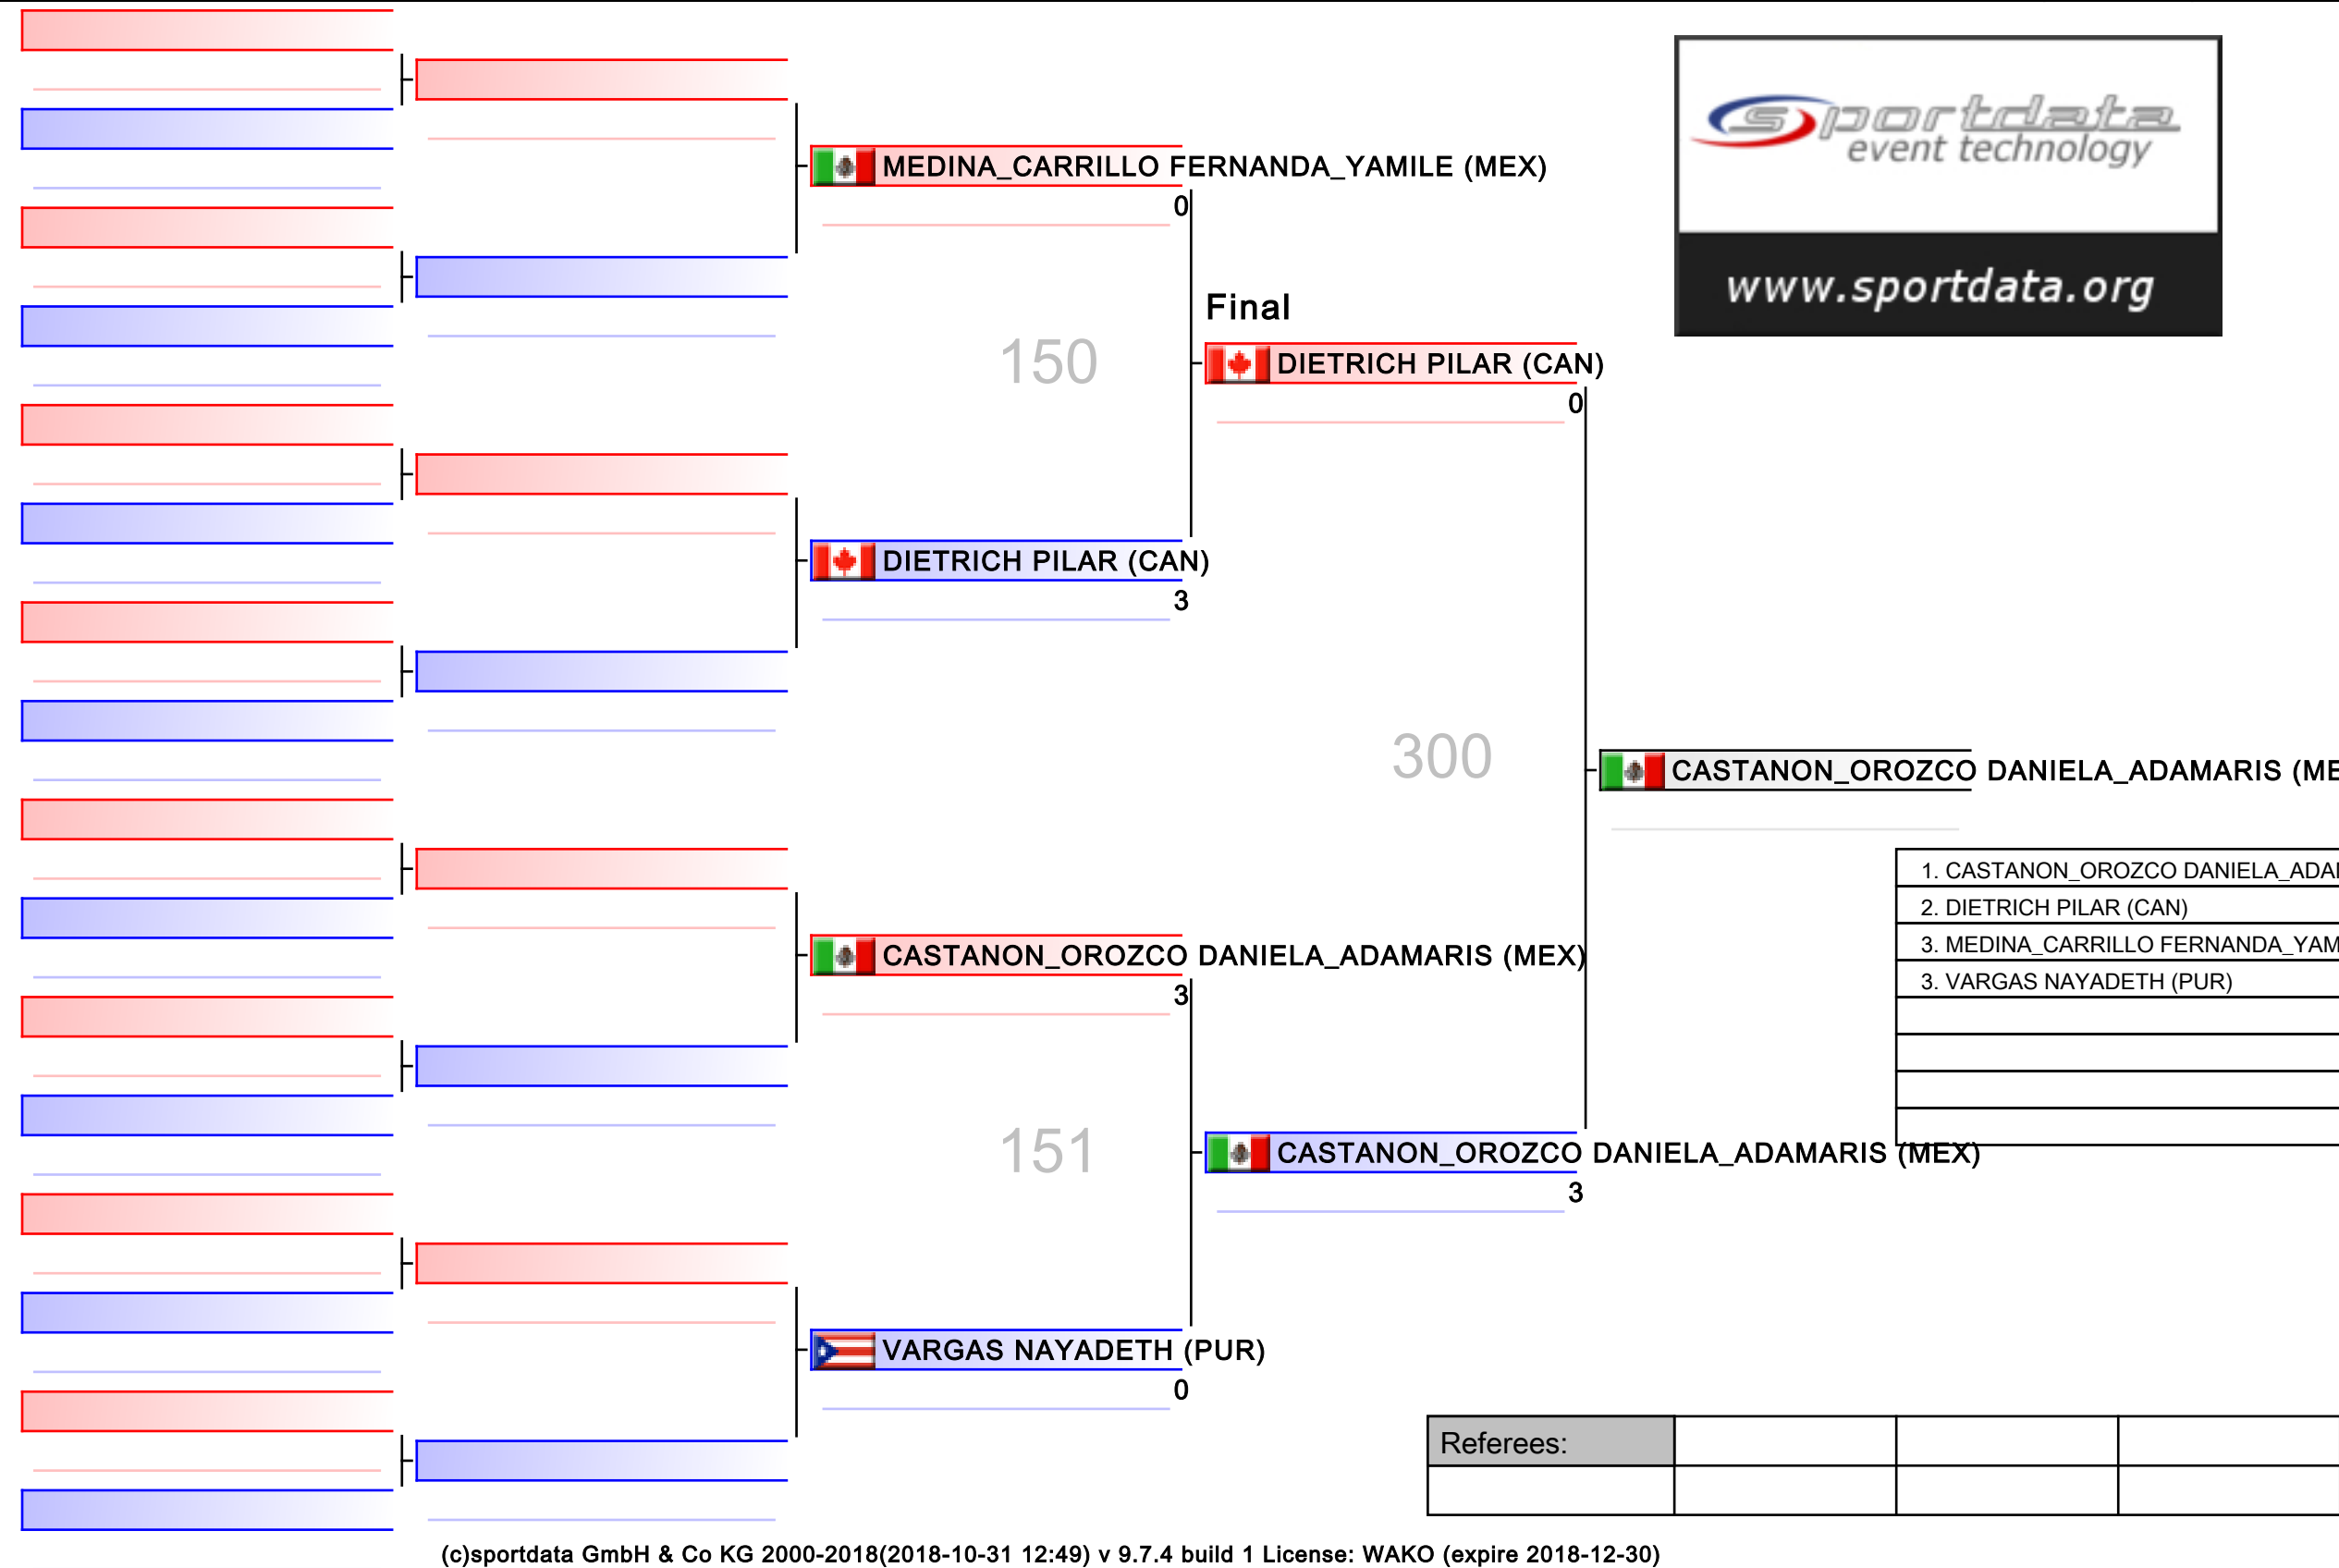 sportdata
event technology
www.sportdata.org
MEDINA_CARRILLO FERNANDA_YAMILE (MEX)
0
Final
150
DIETRICH PILAR (CAN)
0
DIETRICH PILAR (CAN)
3
300
CASTANON_OROZCO DANIELA_ADAMARIS (ME
1. CASTANON_OROZCO DANIELA_ADA
2. DIETRICH PILAR (CAN)
3. MEDINA_CARRILLO FERNANDA_YAM
3. VARGAS NAYADETH (PUR)
CASTANON_OROZCO DANIELA_ADAMARIS (MEX)
3
151
CASTANON_OROZCO DANIELA_ADAMARIS (MEX)
3
VARGAS NAYADETH (PUR)
0
Referees:
(c)sportdata GmbH & Co KG 2000-2018(2018-10-31 12:49) v 9.7.4 build 1 License: WAKO (expire 2018-12-30)